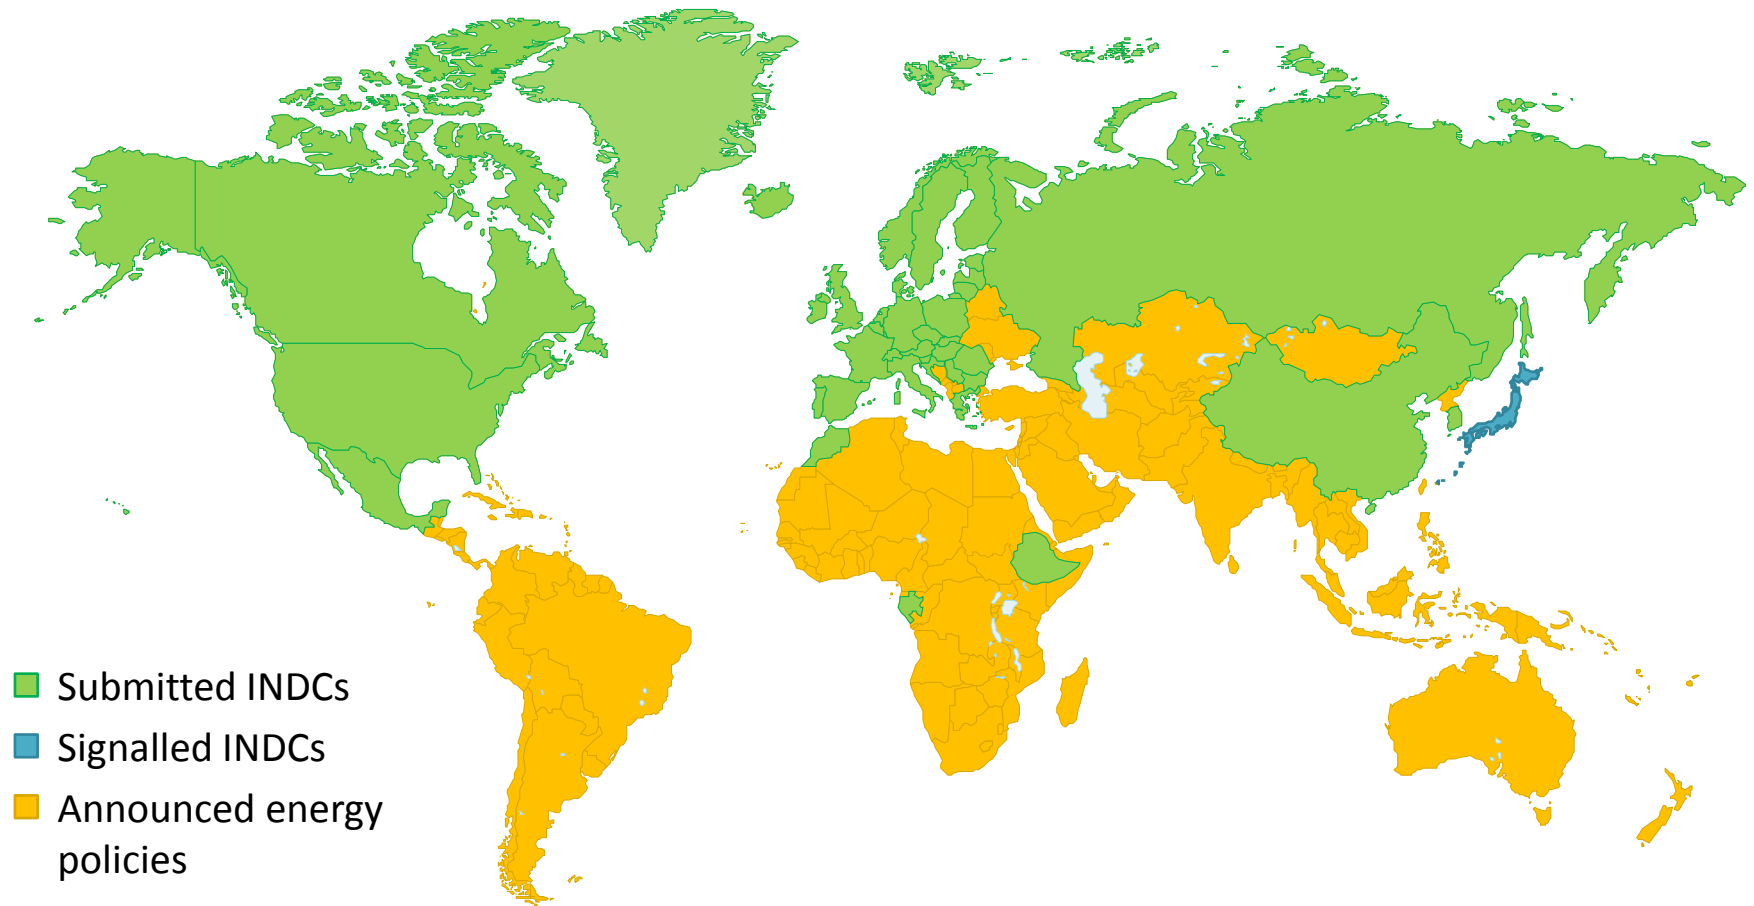 Submitted INDCs
Signalled INDCs
Announced energy
policies